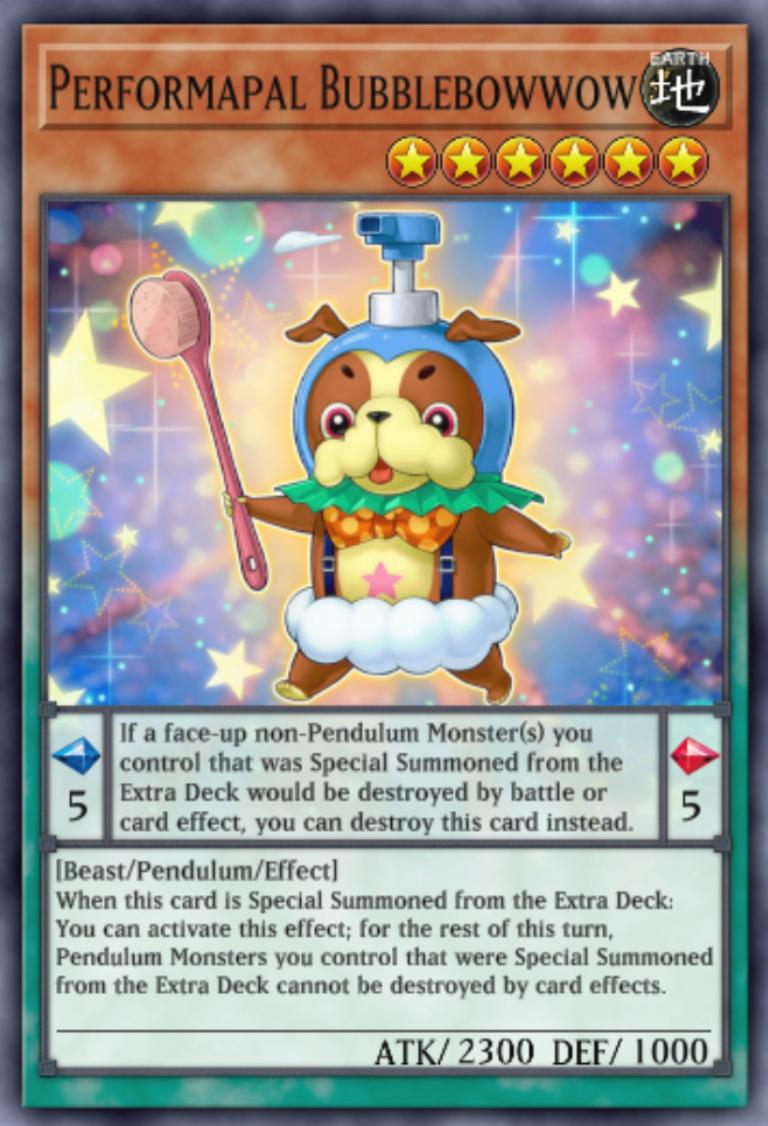 PERFORMAPAL BUBBLEBOWWOW
EARTH
地
If a face-up non-Pendulum Monster(s) you
control that was Special Summoned from the
Extra Deck would be destroyed by battle or
card effect, you can destroy this card instead.
5
5
[Beast/Pendulum/Effect]
When this card is Special Summoned from the Extra Deck:
You can activate this effect; for the rest of this turn,
Pendulum Monsters you control that were Special Summoned
from the Extra Deck cannot be destroyed by card effects.
ATK/ 2300 DEF/ 1000